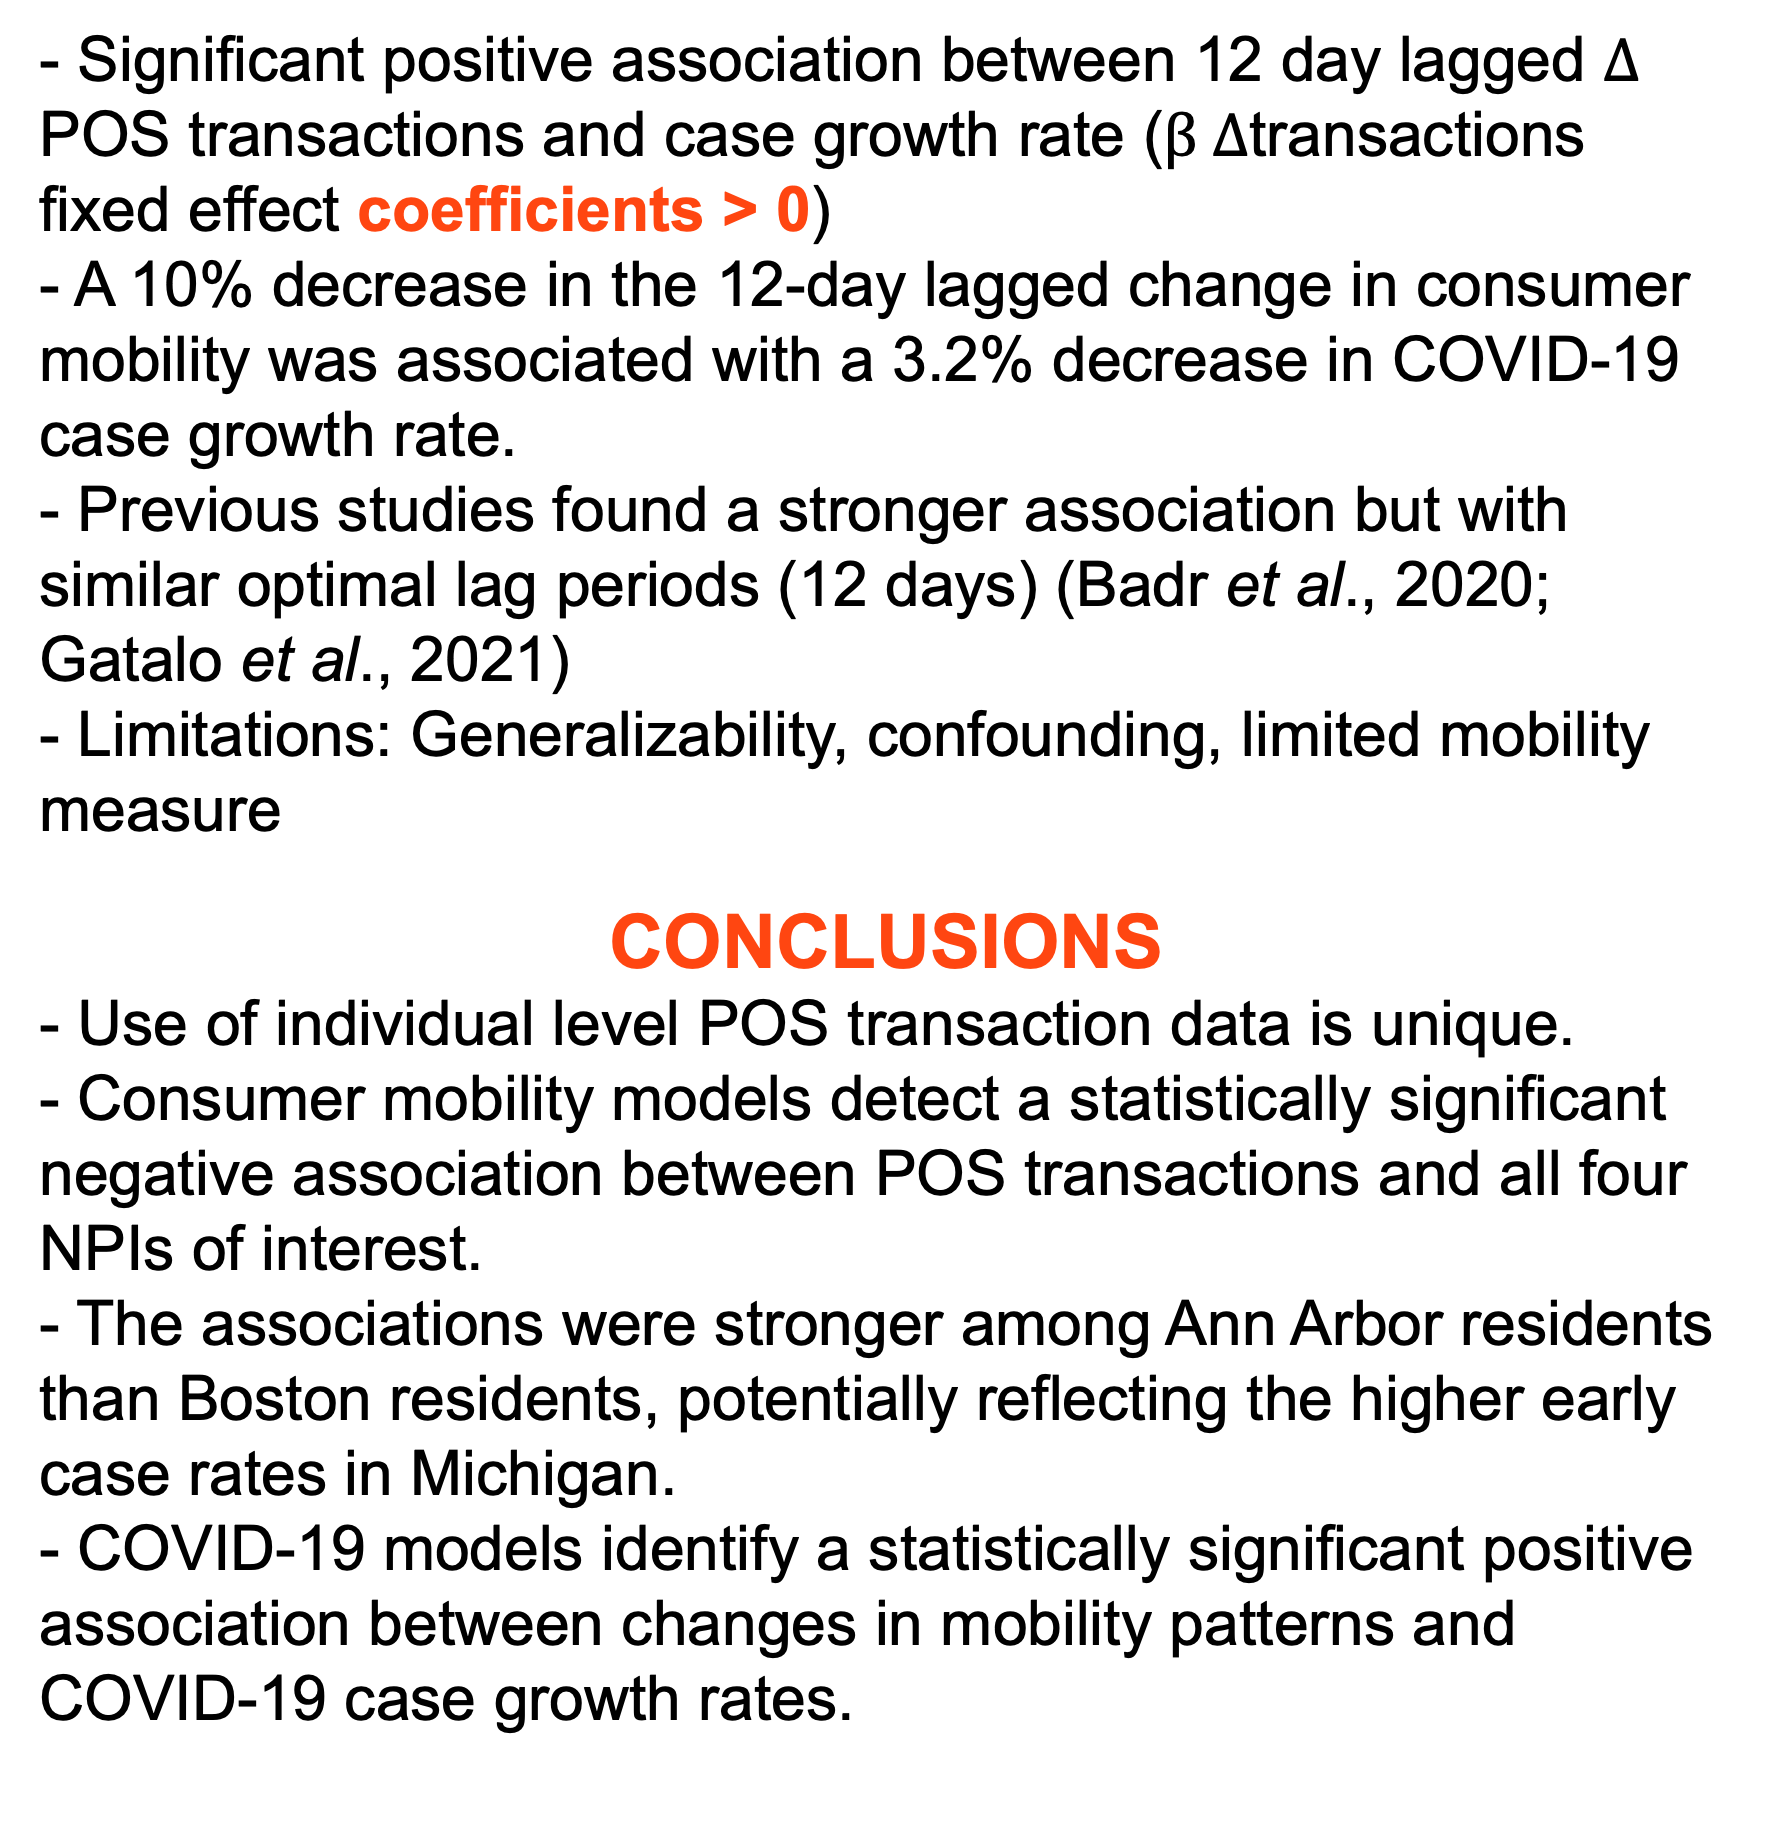 - Significant positive association between 12 day lagged Δ
POS transactions and case growth rate (β Δtransactions
fixed effect coefficients > 0)
- A 10% decrease in the 12-day lagged change in consumer
mobility was associated with a 3.2% decrease in COVID-19
case growth rate.
- Previous studies found a stronger association but with
similar optimal lag periods (12 days) (Badr et al., 2020;
Gatalo et al., 2021)
- Limitations: Generalizability, confounding, limited mobility
measure
CONCLUSIONS
- Use of individual level POS transaction data is unique.
- Consumer mobility models detect a statistically significant
negative association between POS transactions and all four
NPIs of interest.
- The associations were stronger among Ann Arbor residents
than Boston residents, potentially reflecting the higher early
case rates in Michigan.
- COVID-19 models identify a statistically significant positive
association between changes in mobility patterns and
COVID-19 case growth rates.